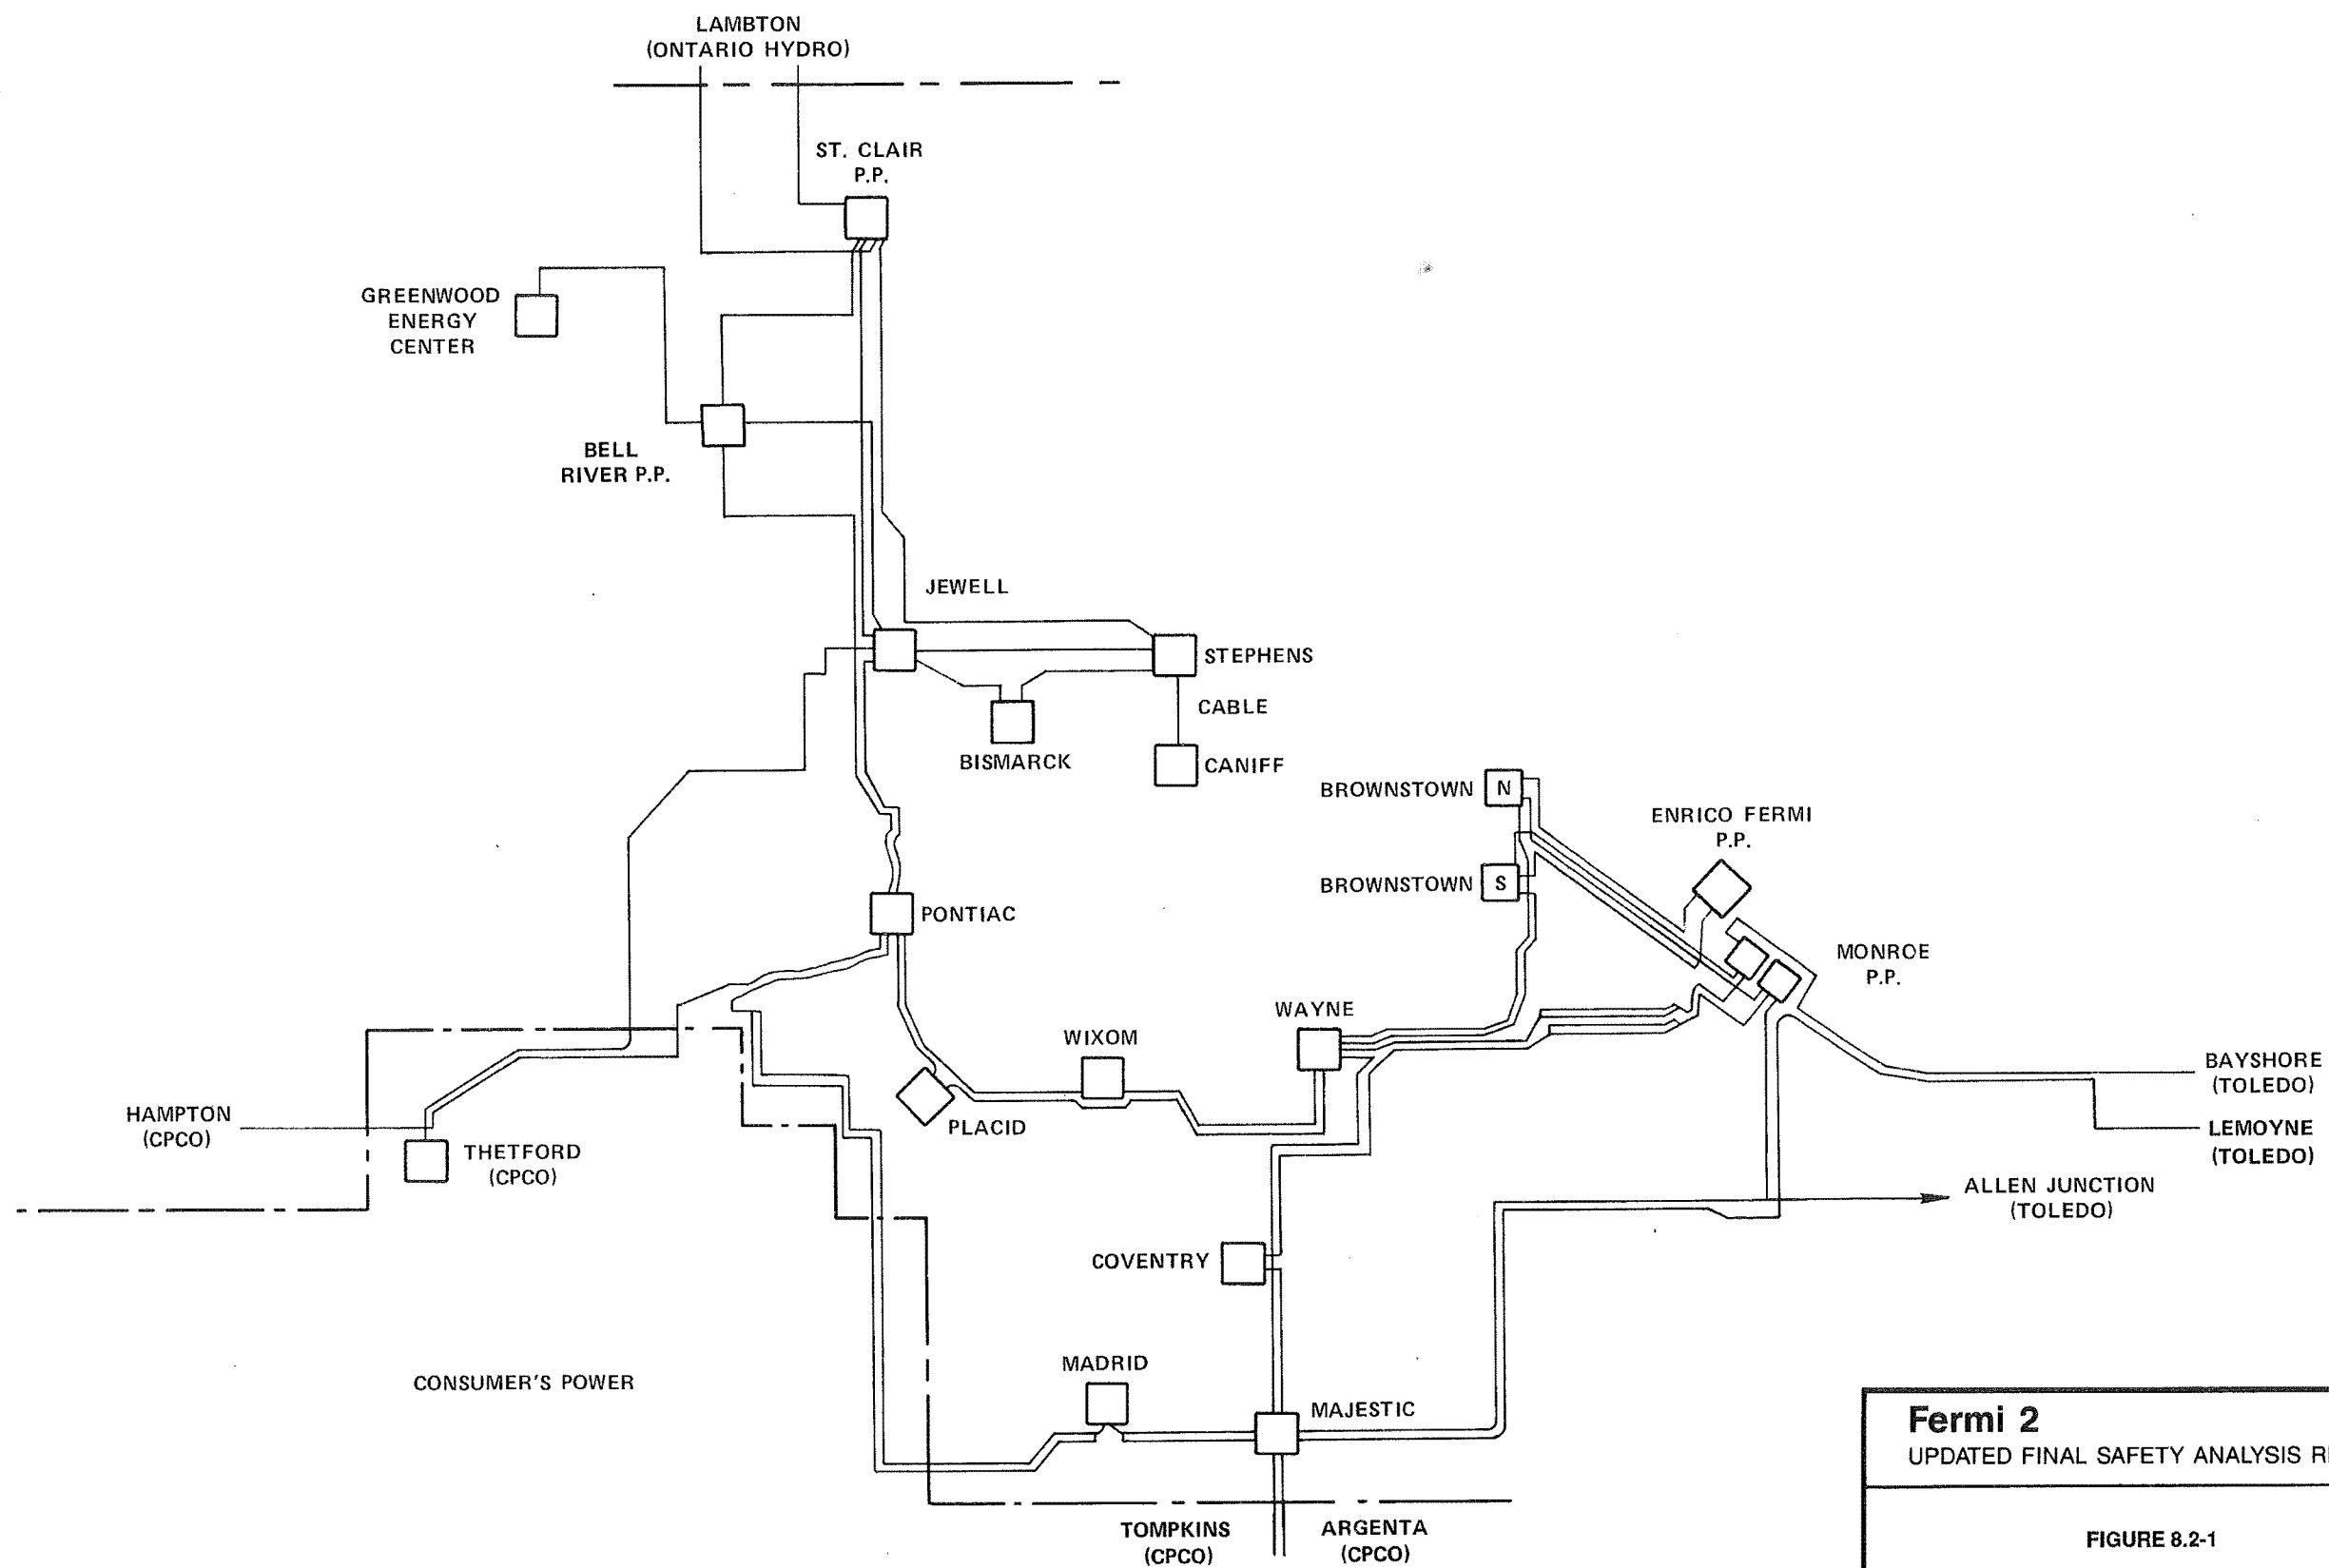 LAMBTON
(ONTARIO HYDRO)
ST. CLAIR
P.P.
GREENWOOD
ENERGY
CENTER
BELL
RIVER P.P.
JEWELL
STEPHENS
CABLE
BISMARCK
CANIFF
BROWNSTOWN N
ENRICO FERMI
P.P.
BROWNSTOWN S
PONTIAC
MONROE
P.P.
WAYNE
WIXOM
BAYSHORE
(TOLEDO)
HAMPTON
(CPCO)
PLACID
LEMOYNE
(TOLEDO)
THETFORD
(CPCO)
ALLEN JUNCTION
(TOLEDO)
COVENTRY
MADRID
CONSUMER'S POWER
MAJESTIC
TOMPKINS
(CPCO)
ARGENTA
(CPCO)
Fermi 2
UPDATED FINAL SAFETY ANALYSIS
FIGURE 8.2-1